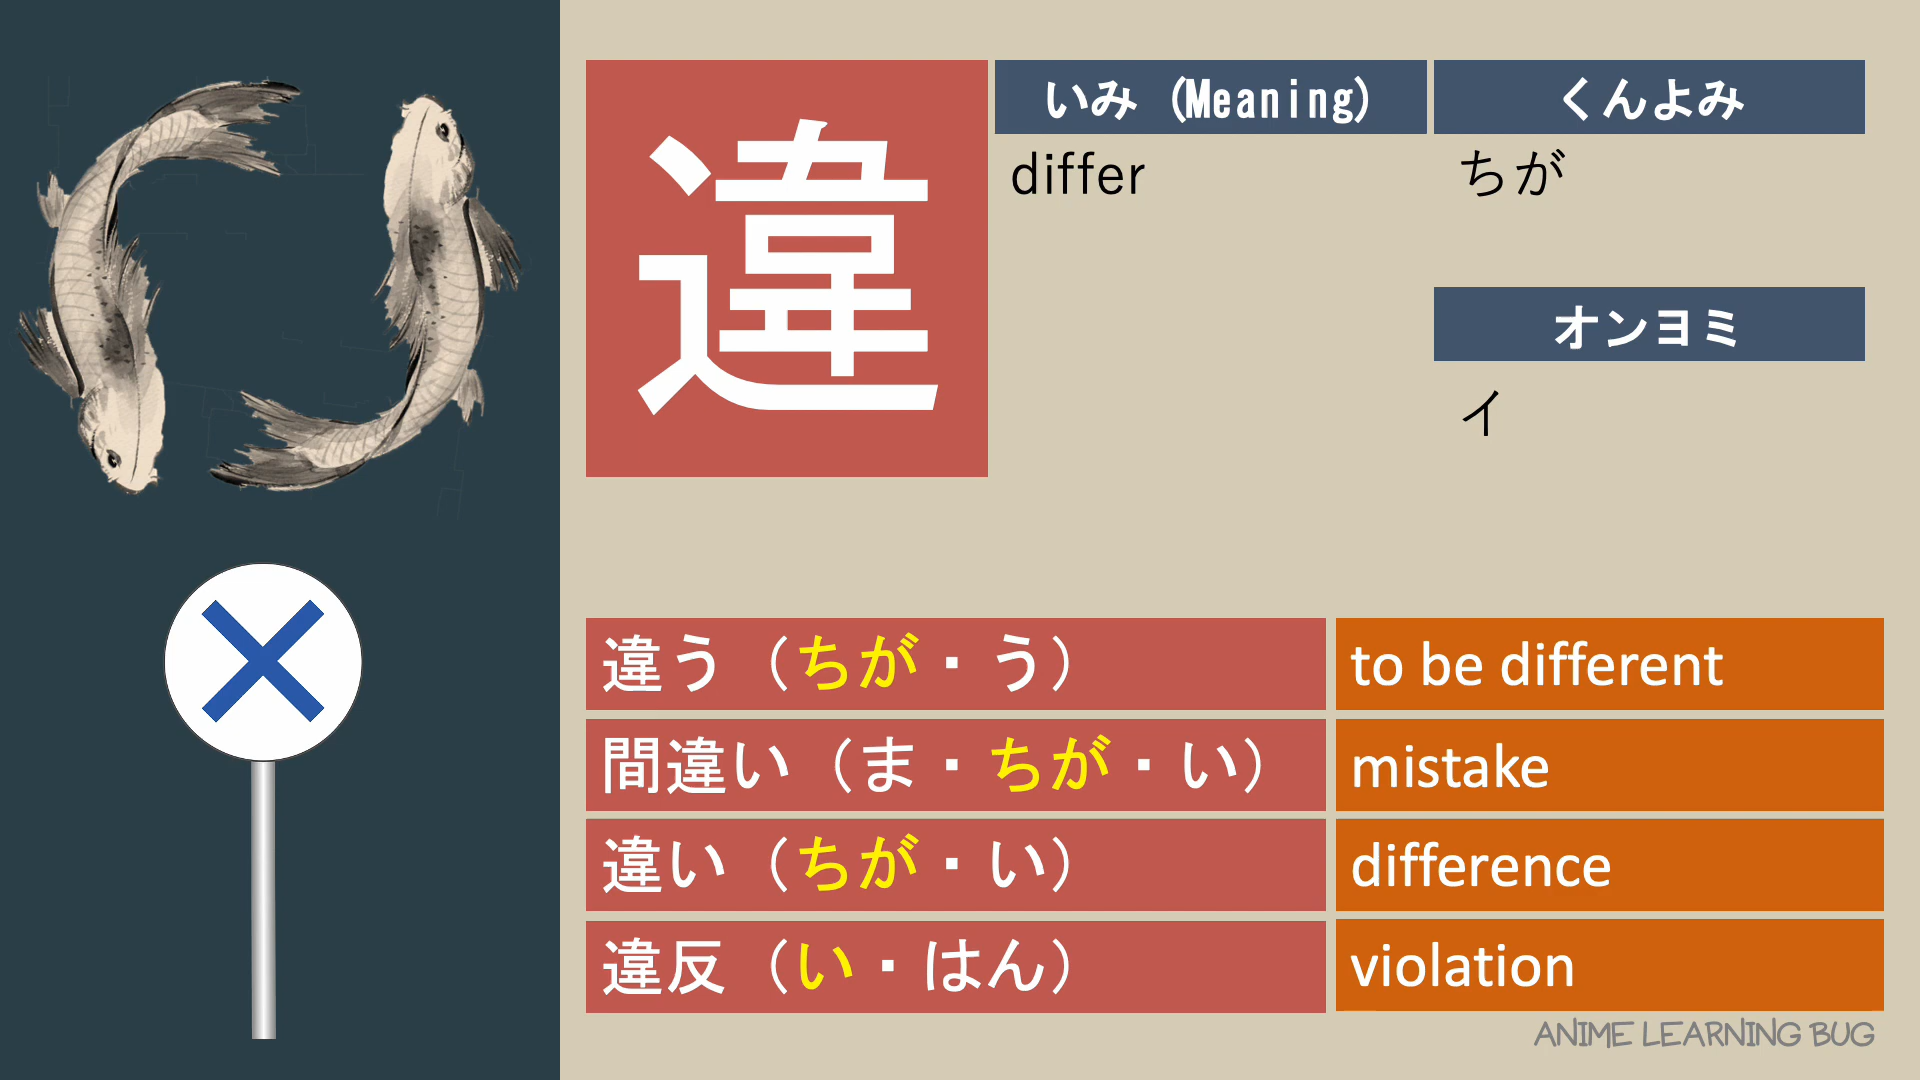 違
いみ (Meaning)
differ
くんよみ
ちが
オンヨミ
イ
違う（ちが・う） to be different
間違い（ま・ちが・い） mistake
違い（ちが・い） difference
違反（い・はん） violation
ANIME LEARNING BUG